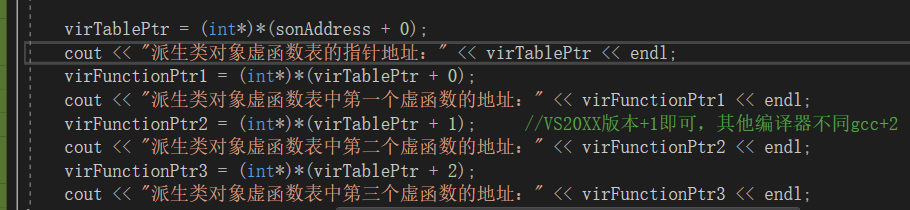 virTablePtr = (int*)*(sonAddress + 0);
cout << "派生类对象虚函数表的指针地址：" << virTablePtr << endl;
virFunctionPtr1 = (int*)*(virTablePtr + 0);
cout << "派生类对象虚函数表中第一个虚函数的地址：" << virFunctionPtr1 << endl;
virFunctionPtr2 = (int*)*(virTablePtr + 1);     //VS20XX版本+1即可，其他编译器不同gcc+2
cout << "派生类对象虚函数表中第二个虚函数的地址：" << virFunctionPtr2 << endl;
virFunctionPtr3 = (int*)*(virTablePtr + 2);
cout << "派生类对象虚函数表中第三个虚函数的地址：" << virFunctionPtr3 << endl;